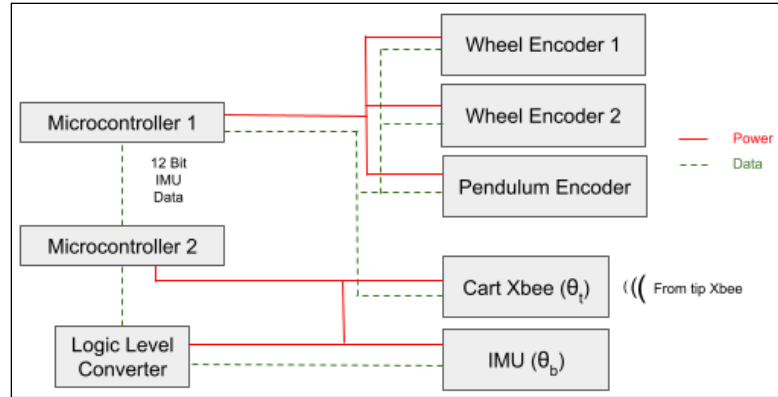 Wheel Encoder 1
Microcontroller 1
Wheel Encoder 2
Power
Data
12 Bit
IMU
Data
Pendulum Encoder
Microcontroller 2
Cart Xbee (θt)
From tip Xbee
Logic Level
Converter
IMU (θb)